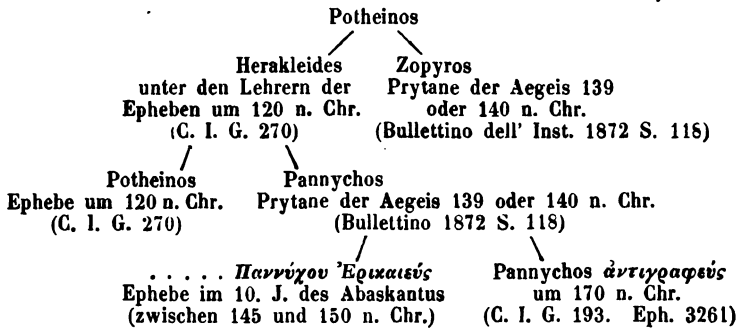 Potheinos
Herakleides Zopyros
unter den Lehrern der Prytane der Aegeis 139
Epheben um 120 n. Chr. oder 140 n. Chr.
(C. I. G. 270) (Bullettino dell' Inst. 1872 S. 118)
Potheinos Pannychos
Ephebe um 120 n. Chr. Prytane der Aegeis 139 oder 140 n. Chr.
(C. I. G. 270) (Bullettino 1872 S. 118)
. . . . . Παννύχου Ἐρικαιεύς Pannychos ἀντιγραφεύς
Ephebe im 10. J. des Abaskantus um 170 n. Chr.
(zwischen 145 und 150 n. Chr.) (C. I. G. 193. Eph. 3261)